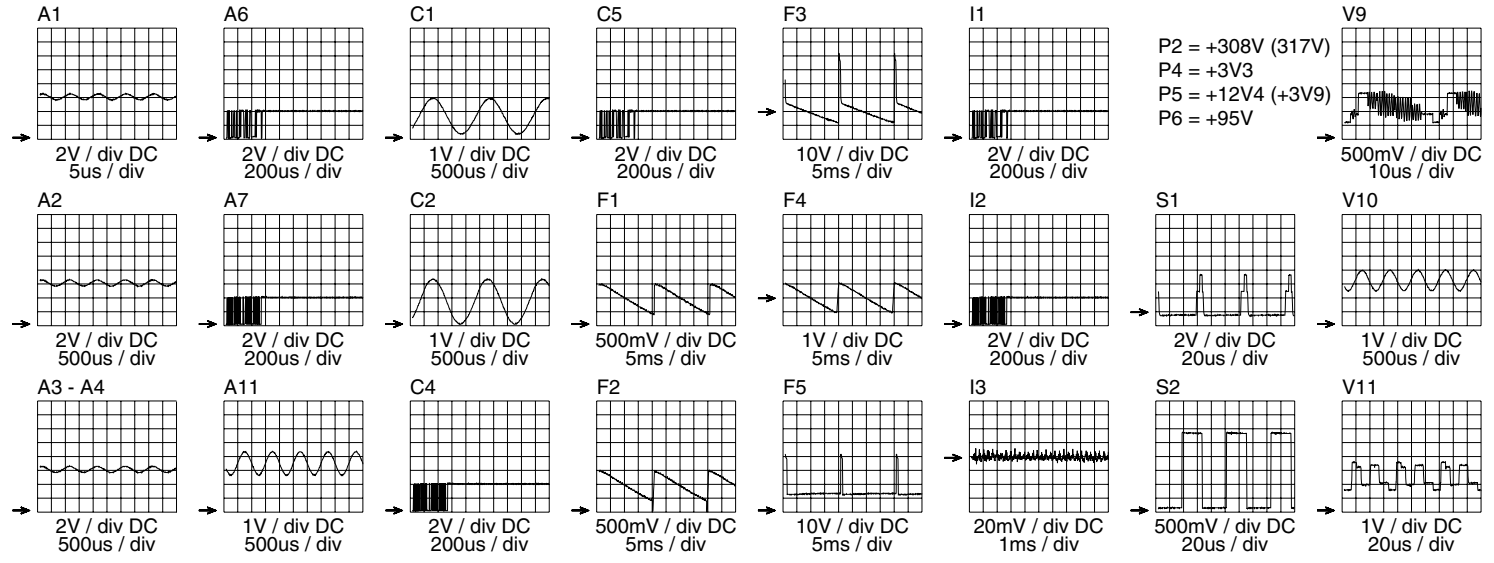 A1
2V / div DC
5us / div
A6
2V / div DC
200us / div
C1
1V / div DC
500us / div
C5
2V / div DC
200us / div
F3
10V / div DC
5ms / div
I1
2V / div DC
200us / div
P2 = +308V (317V)
P4 = +3V3
P5 = +12V4 (+3V9)
P6 = +95V
V9
500mV / div DC
10us / div
A2
2V / div DC
500us / div
A7
2V / div DC
200us / div
C2
1V / div DC
500us / div
F1
500mV / div DC
5ms / div
F4
1V / div DC
5ms / div
I2
2V / div DC
200us / div
S1
2V / div DC
20us / div
V10
1V / div DC
500us / div
A3 - A4
2V / div DC
500us / div
A11
1V / div DC
500us / div
C4
2V / div DC
200us / div
F2
500mV / div DC
5ms / div
F5
10V / div DC
5ms / div
I3
20mV / div DC
1ms / div
S2
500mV / div DC
20us / div
V11
1V / div DC
20us / div